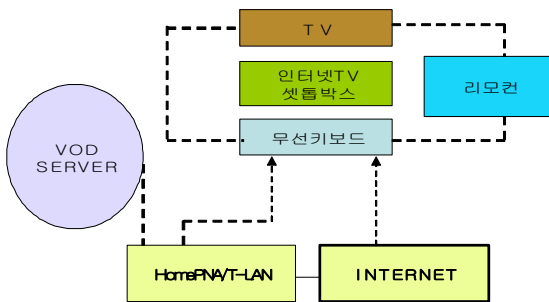 T V
인터넷TV
셋톱박스
리모컨
무선키보드
VOD
SERVER
HomePNA/T-LAN
INTERNET